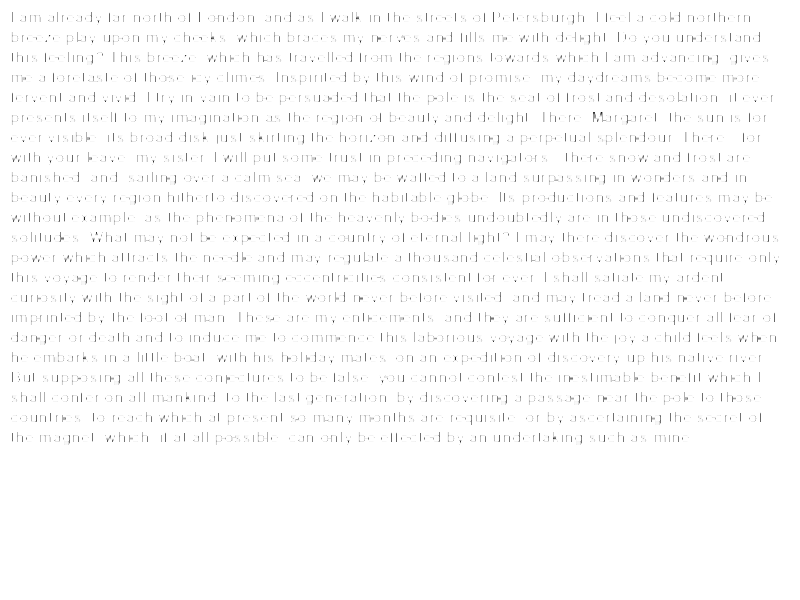 I am already far north of London, and as I walk in the streets of Petersburgh, I feel a cold northern
breeze play upon my cheeks, which braces my nerves and fills me with delight. Do you understand
this feeling? This breeze, which has travelled from the regions towards which I am advancing, gives
me a foretaste of those icy climes. Inspirited by this wind of promise, my daydreams become more
fervent and vivid. I try in vain to be persuaded that the pole is the seat of frost and desolation; it ever
presents itself to my imagination as the region of beauty and delight. There, Margaret, the sun is for
ever visible, its broad disk just skirting the horizon and diffusing a perpetual splendour. There—for
with your leave, my sister, I will put some trust in preceding navigators—there snow and frost are
banished; and, sailing over a calm sea, we may be wafted to a land surpassing in wonders and in
beauty every region hitherto discovered on the habitable globe. Its productions and features may be
without example, as the phenomena of the heavenly bodies undoubtedly are in those undiscovered
solitudes. What may not be expected in a country of eternal light? I may there discover the wondrous
power which attracts the needle and may regulate a thousand celestial observations that require only
this voyage to render their seeming eccentricities consistent for ever. I shall satiate my ardent
curiosity with the sight of a part of the world never before visited, and may tread a land never before
imprinted by the foot of man. These are my enticements, and they are sufficient to conquer all fear of
danger or death and to induce me to commence this laborious voyage with the joy a child feels when
he embarks in a little boat, with his holiday mates, on an expedition of discovery up his native river.
But supposing all these conjectures to be false, you cannot contest the inestimable benefit which I
shall confer on all mankind, to the last generation, by discovering a passage near the pole to those
countries, to reach which at present so many months are requisite; or by ascertaining the secret of
the magnet, which, if at all possible, can only be effected by an undertaking such as mine.